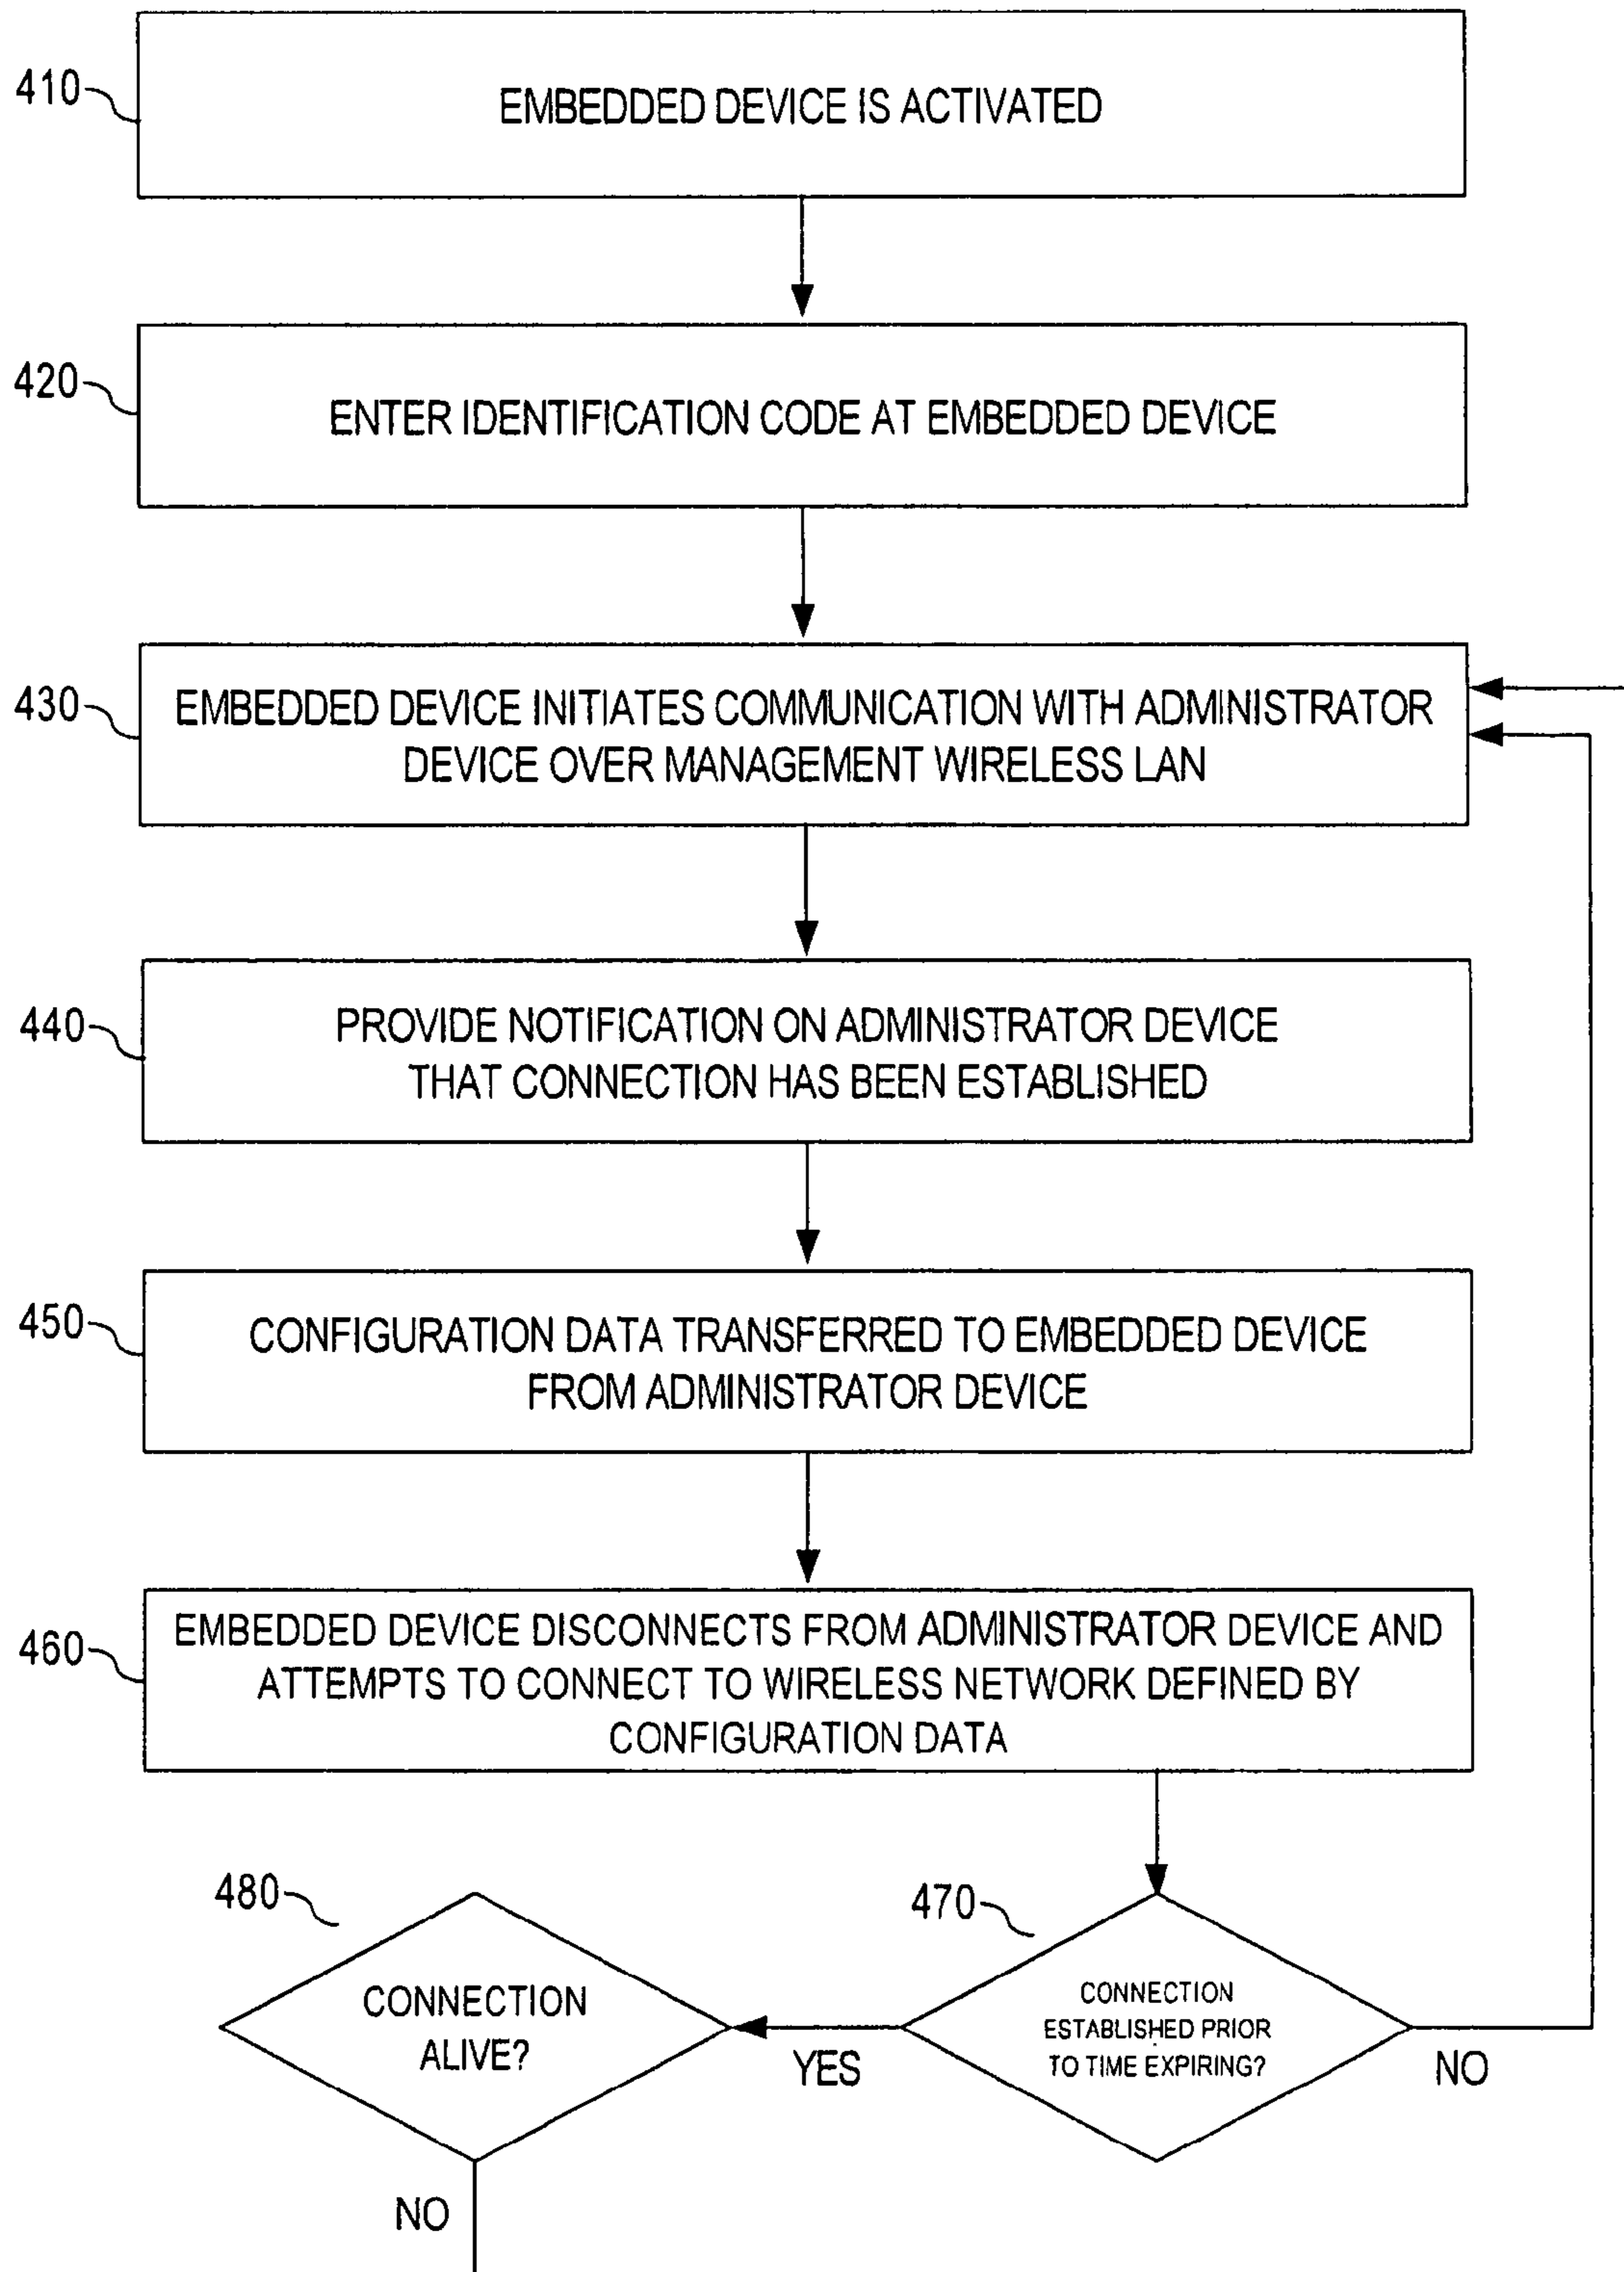 410
EMBEDDED DEVICE IS ACTIVATED
420
ENTER IDENTIFICATION CODE AT EMBEDDED DEVICE
430
EMBEDDED DEVICE INITIATES COMMUNICATION WITH ADMINISTRATOR
DEVICE OVER MANAGEMENT WIRELESS LAN
440
PROVIDE NOTIFICATION ON ADMINISTRATOR DEVICE
THAT CONNECTION HAS BEEN ESTABLISHED
450
CONFIGURATION DATA TRANSFERRED TO EMBEDDED DEVICE
FROM ADMINISTRATOR DEVICE
460
EMBEDDED DEVICE DISCONNECTS FROM ADMINISTRATOR DEVICE AND
ATTEMPTS TO CONNECT TO WIRELESS NETWORK DEFINED BY
CONFIGURATION DATA
480
CONNECTION
ALIVE?
YES
470
CONNECTION
ESTABLISHED PRIOR
TO TIME EXPIRING?
NO
NO